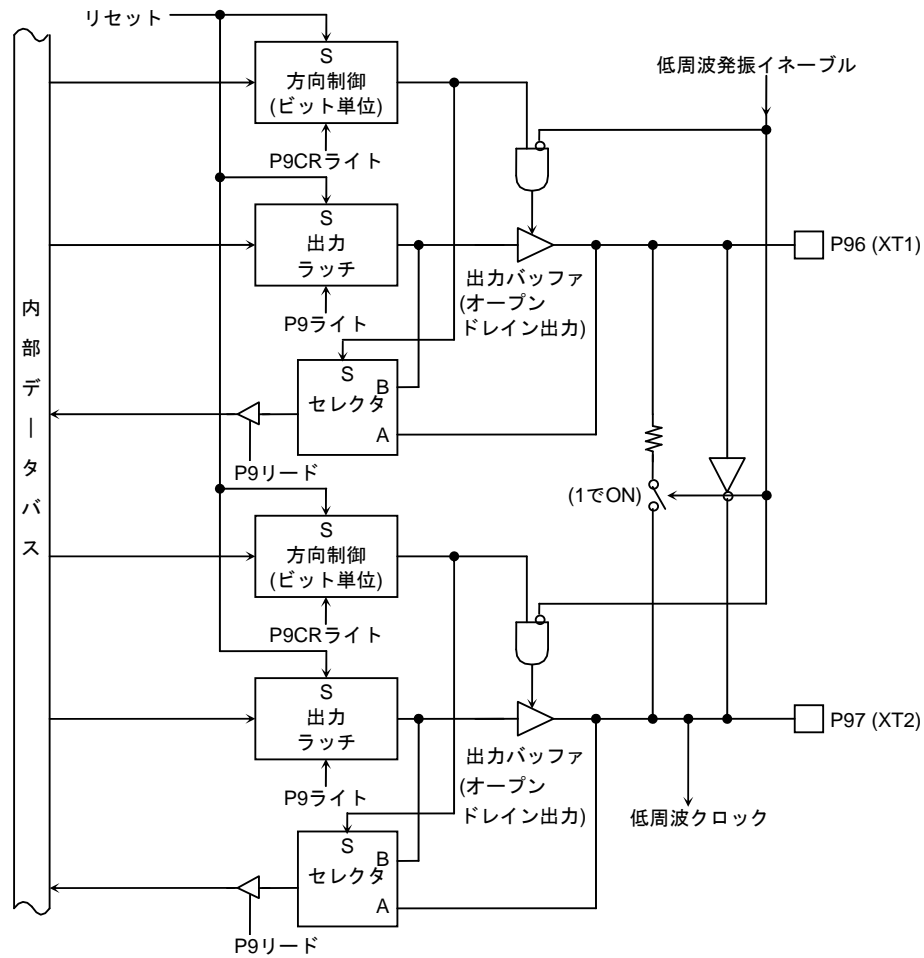 リセット
S
方向制御
(ビット単位)
低周波発振イネーブル
P9CRライト
S
出力
ラッチ
P96 (XT1)
出力バッファ
(オープン
ドレイン出力)
P9ライト
内部データバス
S
B
セレクタ
A
P9リード
(1でON)
S
方向制御
(ビット単位)
P9CRライト
S
出力
ラッチ
P97 (XT2)
出力バッファ
(オープン
ドレイン出力)
P9ライト
低周波クロック
S
B
セレクタ
A
P9リード